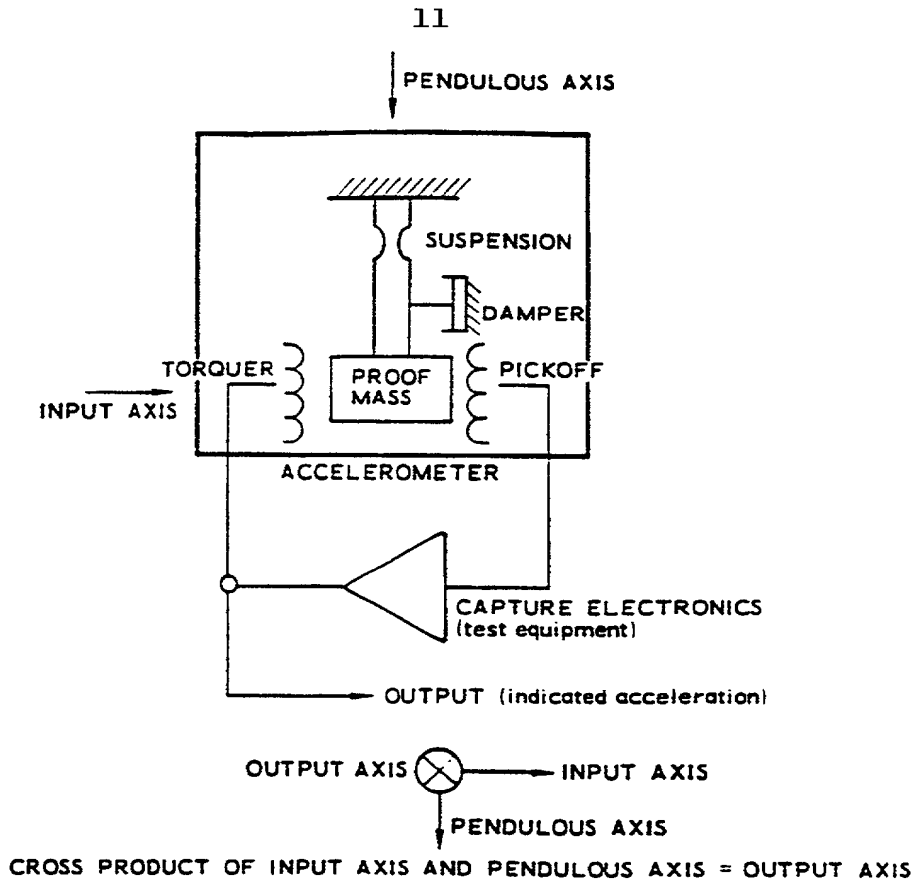 11
PENDULOUS AXIS
SUSPENSION
DAMPER
TORQUER
PROOF
MASS
PICKOFF
INPUT AXIS
ACCELEROMETER
CAPTURE ELECTRONICS
(test equipment)
OUTPUT (indicated acceleration)
OUTPUT AXIS
INPUT AXIS
PENDULOUS AXIS
CROSS PRODUCT OF INPUT AXIS AND PENDULOUS AXIS = OUTPUT AXIS